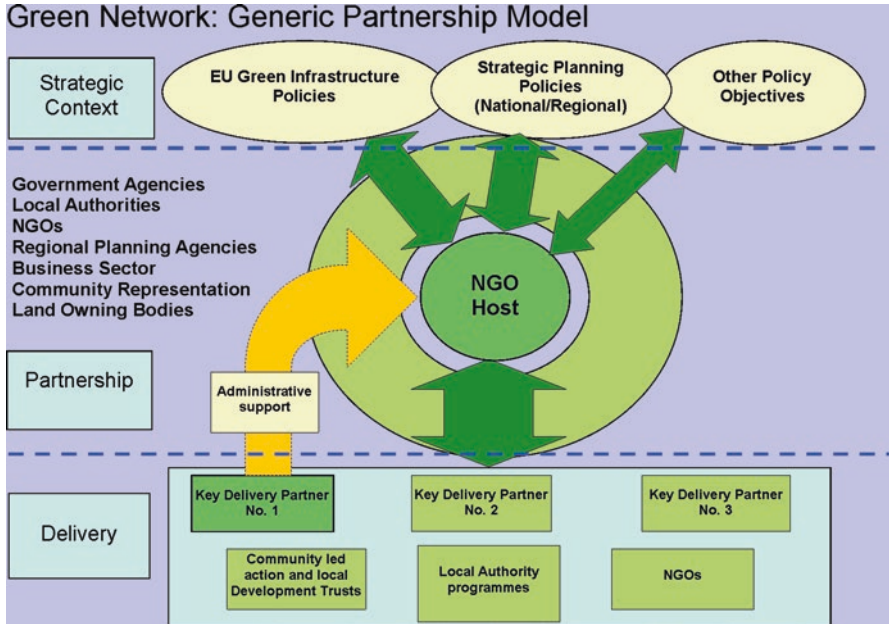 Green Network: Generic Partnership Model
Strategic
Context
EU Green Infrastructure
Policies
Strategic Planning
Policies
(National/Regional)
Other Policy
Objectives
Government Agencies
Local Authorities
NGOs
Regional Planning Agencies
Business Sector
Community Representation
Land Owning Bodies
NGO
Host
Partnership
Administrative
support
Delivery
Key Delivery Partner
No. 1
Key Delivery Partner
No. 2
Key Delivery Partner
No. 3
Community led
action and local
Development Trusts
Local Authority
programmes
NGOs